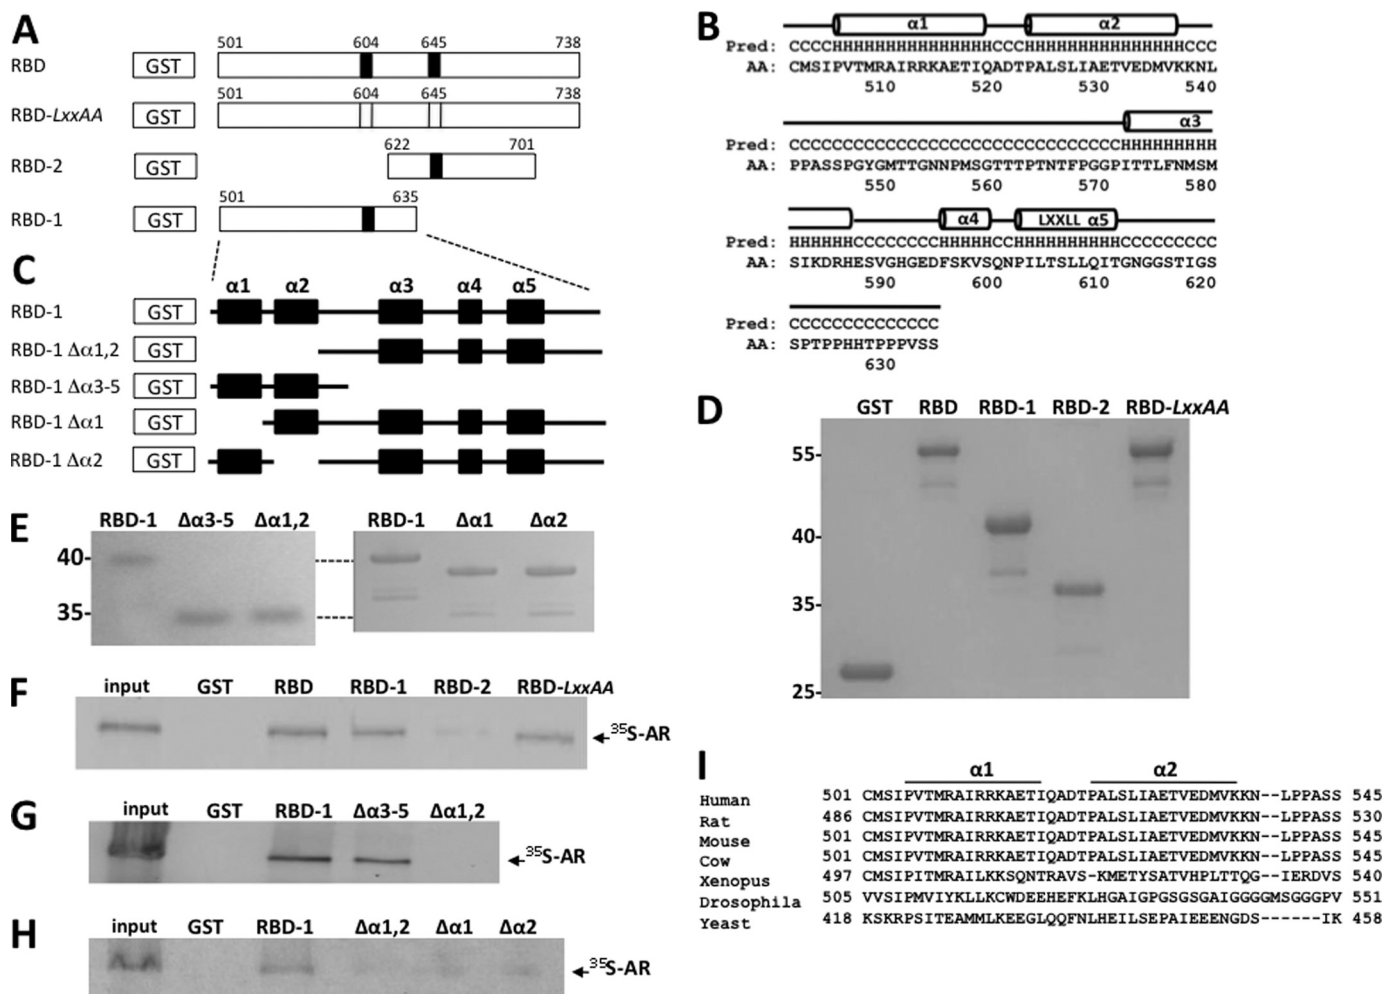 A
501 604 645 738
RBD GST
501 604 645 738
RBD-LxxAA GST
622 701
RBD-2 GST
501 635
RBD-1 GST
C
α1 α2 α3 α4 α5
RBD-1 GST
RBD-1 Δα1,2 GST
RBD-1 Δα3-5 GST
RBD-1 Δα1 GST
RBD-1 Δα2 GST
B
α1 α2
Pred: CCCCHHHHHHHHHHHHHHHCCCHHHHHHHHHHHHHHHCCC
AA: CMSIPVTMRAIRRKAETIQADTPALSLIAETVEDMVKKNL
510 520 530 540
α3
Pred: CCCCCCCCCCCCCCCCCCCCCCCCCCCCCCCHHHHHHHHH
AA: PPASSPGYGMTTGNNPMSGTTTPTNTFPGGPITTLFNMSM
550 560 570 580
α4 LXXLL α5
Pred: HHHHHHCCCCCCCCHHHHHCCHHHHHHHHHHCCCCCCCCC
AA: SIKDRHESVGHGEDFSKVSQNPILTSLLQITGNGGSTIGS
590 600 610 620
Pred: CCCCCCCCCCCCCC
AA: SPTPPHHTPPPVSS
630
D
GST RBD RBD-1 RBD-2 RBD-LxxAA
55-
40-
35-
25-
E
RBD-1 Δα3-5 Δα1,2 RBD-1 Δα1 Δα2
40-
35-
F
input GST RBD RBD-1 RBD-2 RBD-LxxAA
35S-AR
G
input GST RBD-1 Δα3-5 Δα1,2
35S-AR
H
input GST RBD-1 Δα1,2 Δα1 Δα2
35S-AR
I
α1 α2
Human 501 CMSIPVTMRAIRRKAETIQADTPALSLIAETVEDMVKKN--LPPASS 545
Rat 486 CMSIPVTMRAIRRKAETIQADTPALSLIAETVEDMVKKN--LPPASS 530
Mouse 501 CMSIPVTMRAIRRKAETIQADTPALSLIAETVEDMVKKN--LPPASS 545
Cow 501 CMSIPVTMRAIRRKAETIQADTPALSLIAETVEDMVKKN--LPPASS 545
Xenopus 497 CMSIPITMRAILKKSQNTRAVS-KMETYSATVHPLTTQG--IERDVS 540
Drosophila 505 VVSIPMVIYKLLKCWDEEHEFKLHGAIGPGSGSGAIGGGGMSGGGPV 551
Yeast 418 KSKRPSITEAMMLKEEGLQQFNLHEILSEPAIEEENGDS------IK 458